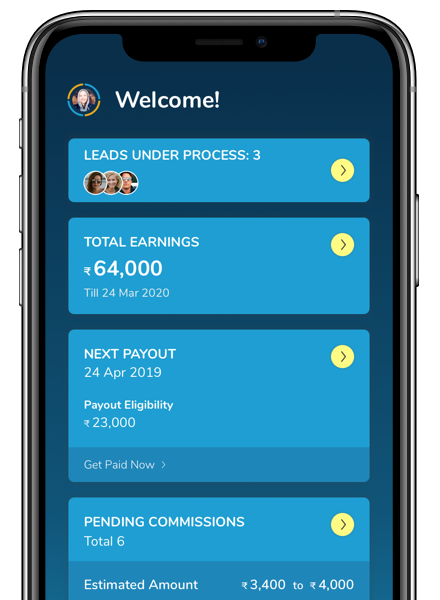 Welcome!
LEADS UNDER PROCESS: 3
TOTAL EARNINGS
₹ 64,000
Till 24 Mar 2020
NEXT PAYOUT
24 Apr 2019
Payout Eligibility
₹ 23,000
Get Paid Now >
PENDING COMMISSIONS
Total 6
Estimated Amount ₹ 3,400 to ₹ 4,000